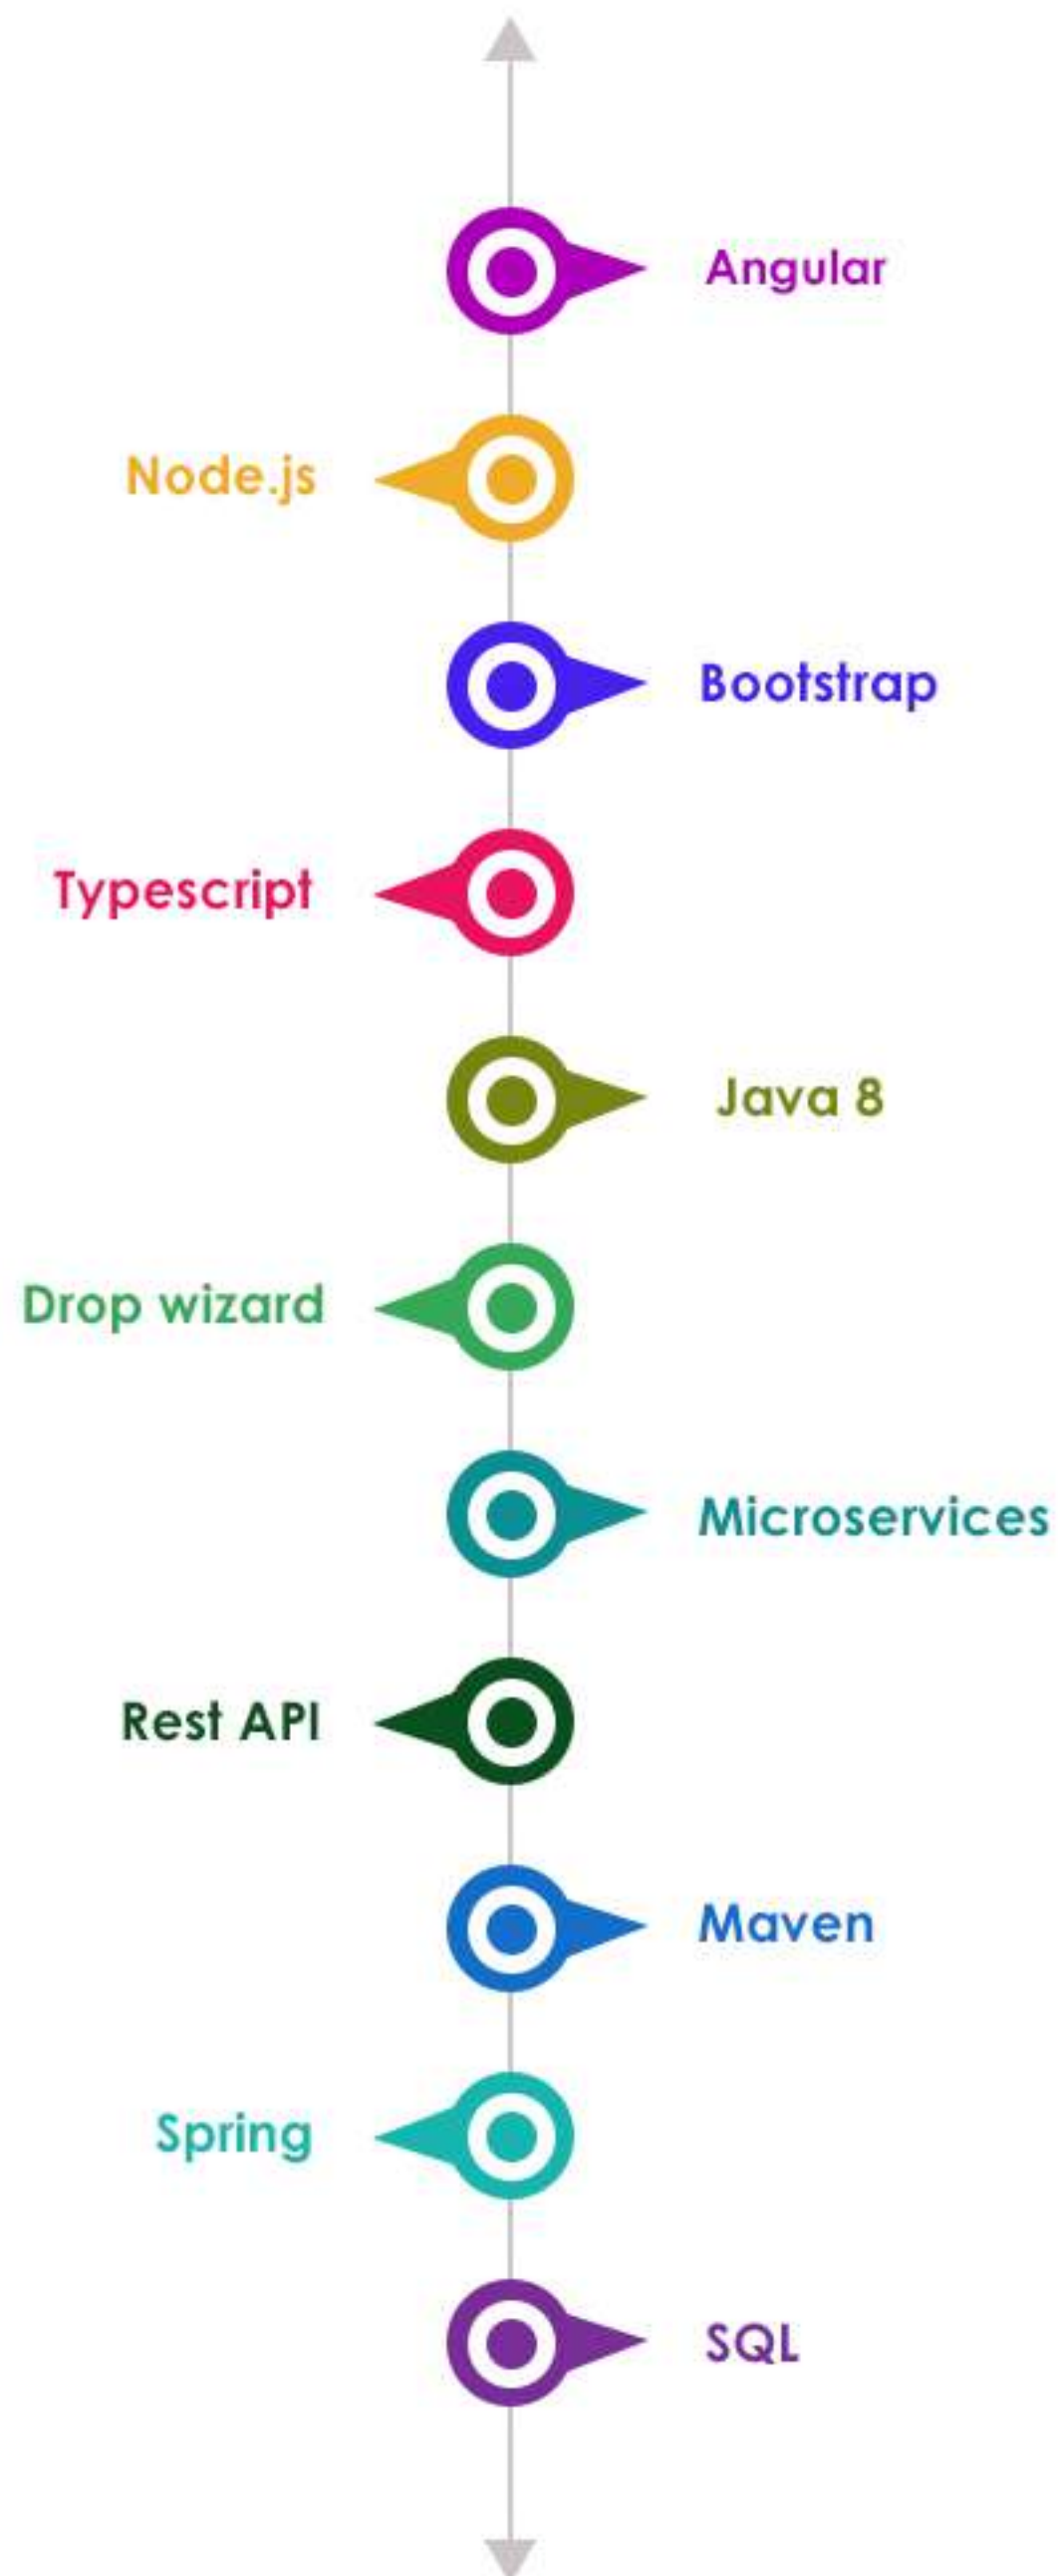 Angular
Node.js
Bootstrap
Typescript
Java 8
Drop wizard
Microservices
Rest API
Maven
Spring
SQL